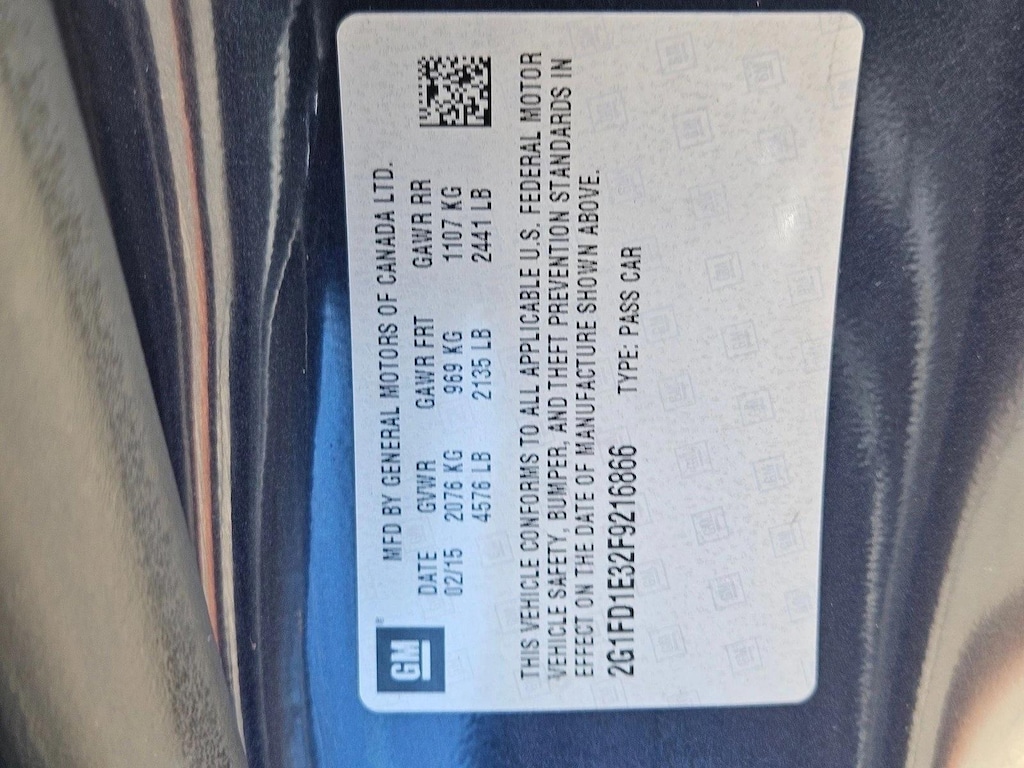 GM®
MFD BY GENERAL MOTORS OF CANADA LTD.
DATE GVWR GAWR FRT GAWR RR
02/15 2076 KG 969 KG 1107 KG
4576 LB 2135 LB 2441 LB
THIS VEHICLE CONFORMS TO ALL APPLICABLE U.S. FEDERAL MOTOR
VEHICLE SAFETY, BUMPER, AND THEFT PREVENTION STANDARDS IN
EFFECT ON THE DATE OF MANUFACTURE SHOWN ABOVE.
2G1FD1E32F9216866 TYPE: PASS CAR